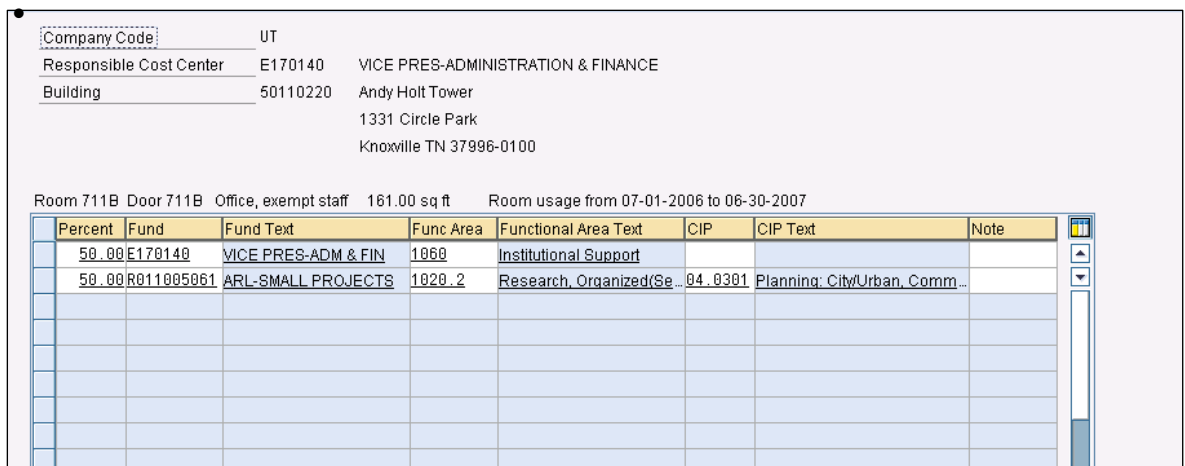 Company Code UT
Responsible Cost Center E170140 VICE PRES-ADMINISTRATION & FINANCE
Building 50110220 Andy Holt Tower
1331 Circle Park
Knoxville TN 37996-0100
Room 711B Door 711B Office, exempt staff 161.00 sq ft Room usage from 07-01-2006 to 06-30-2007
Percent Fund Fund Text Func Area Functional Area Text CIP CIP Text Note
50.00 E170140 VICE PRES-ADM & FIN 1060 Institutional Support
50.00 R011005061 ARL-SMALL PROJECTS 1020.2 Research, Organized(Se... 04.0301 Planning: City/Urban, Comm...